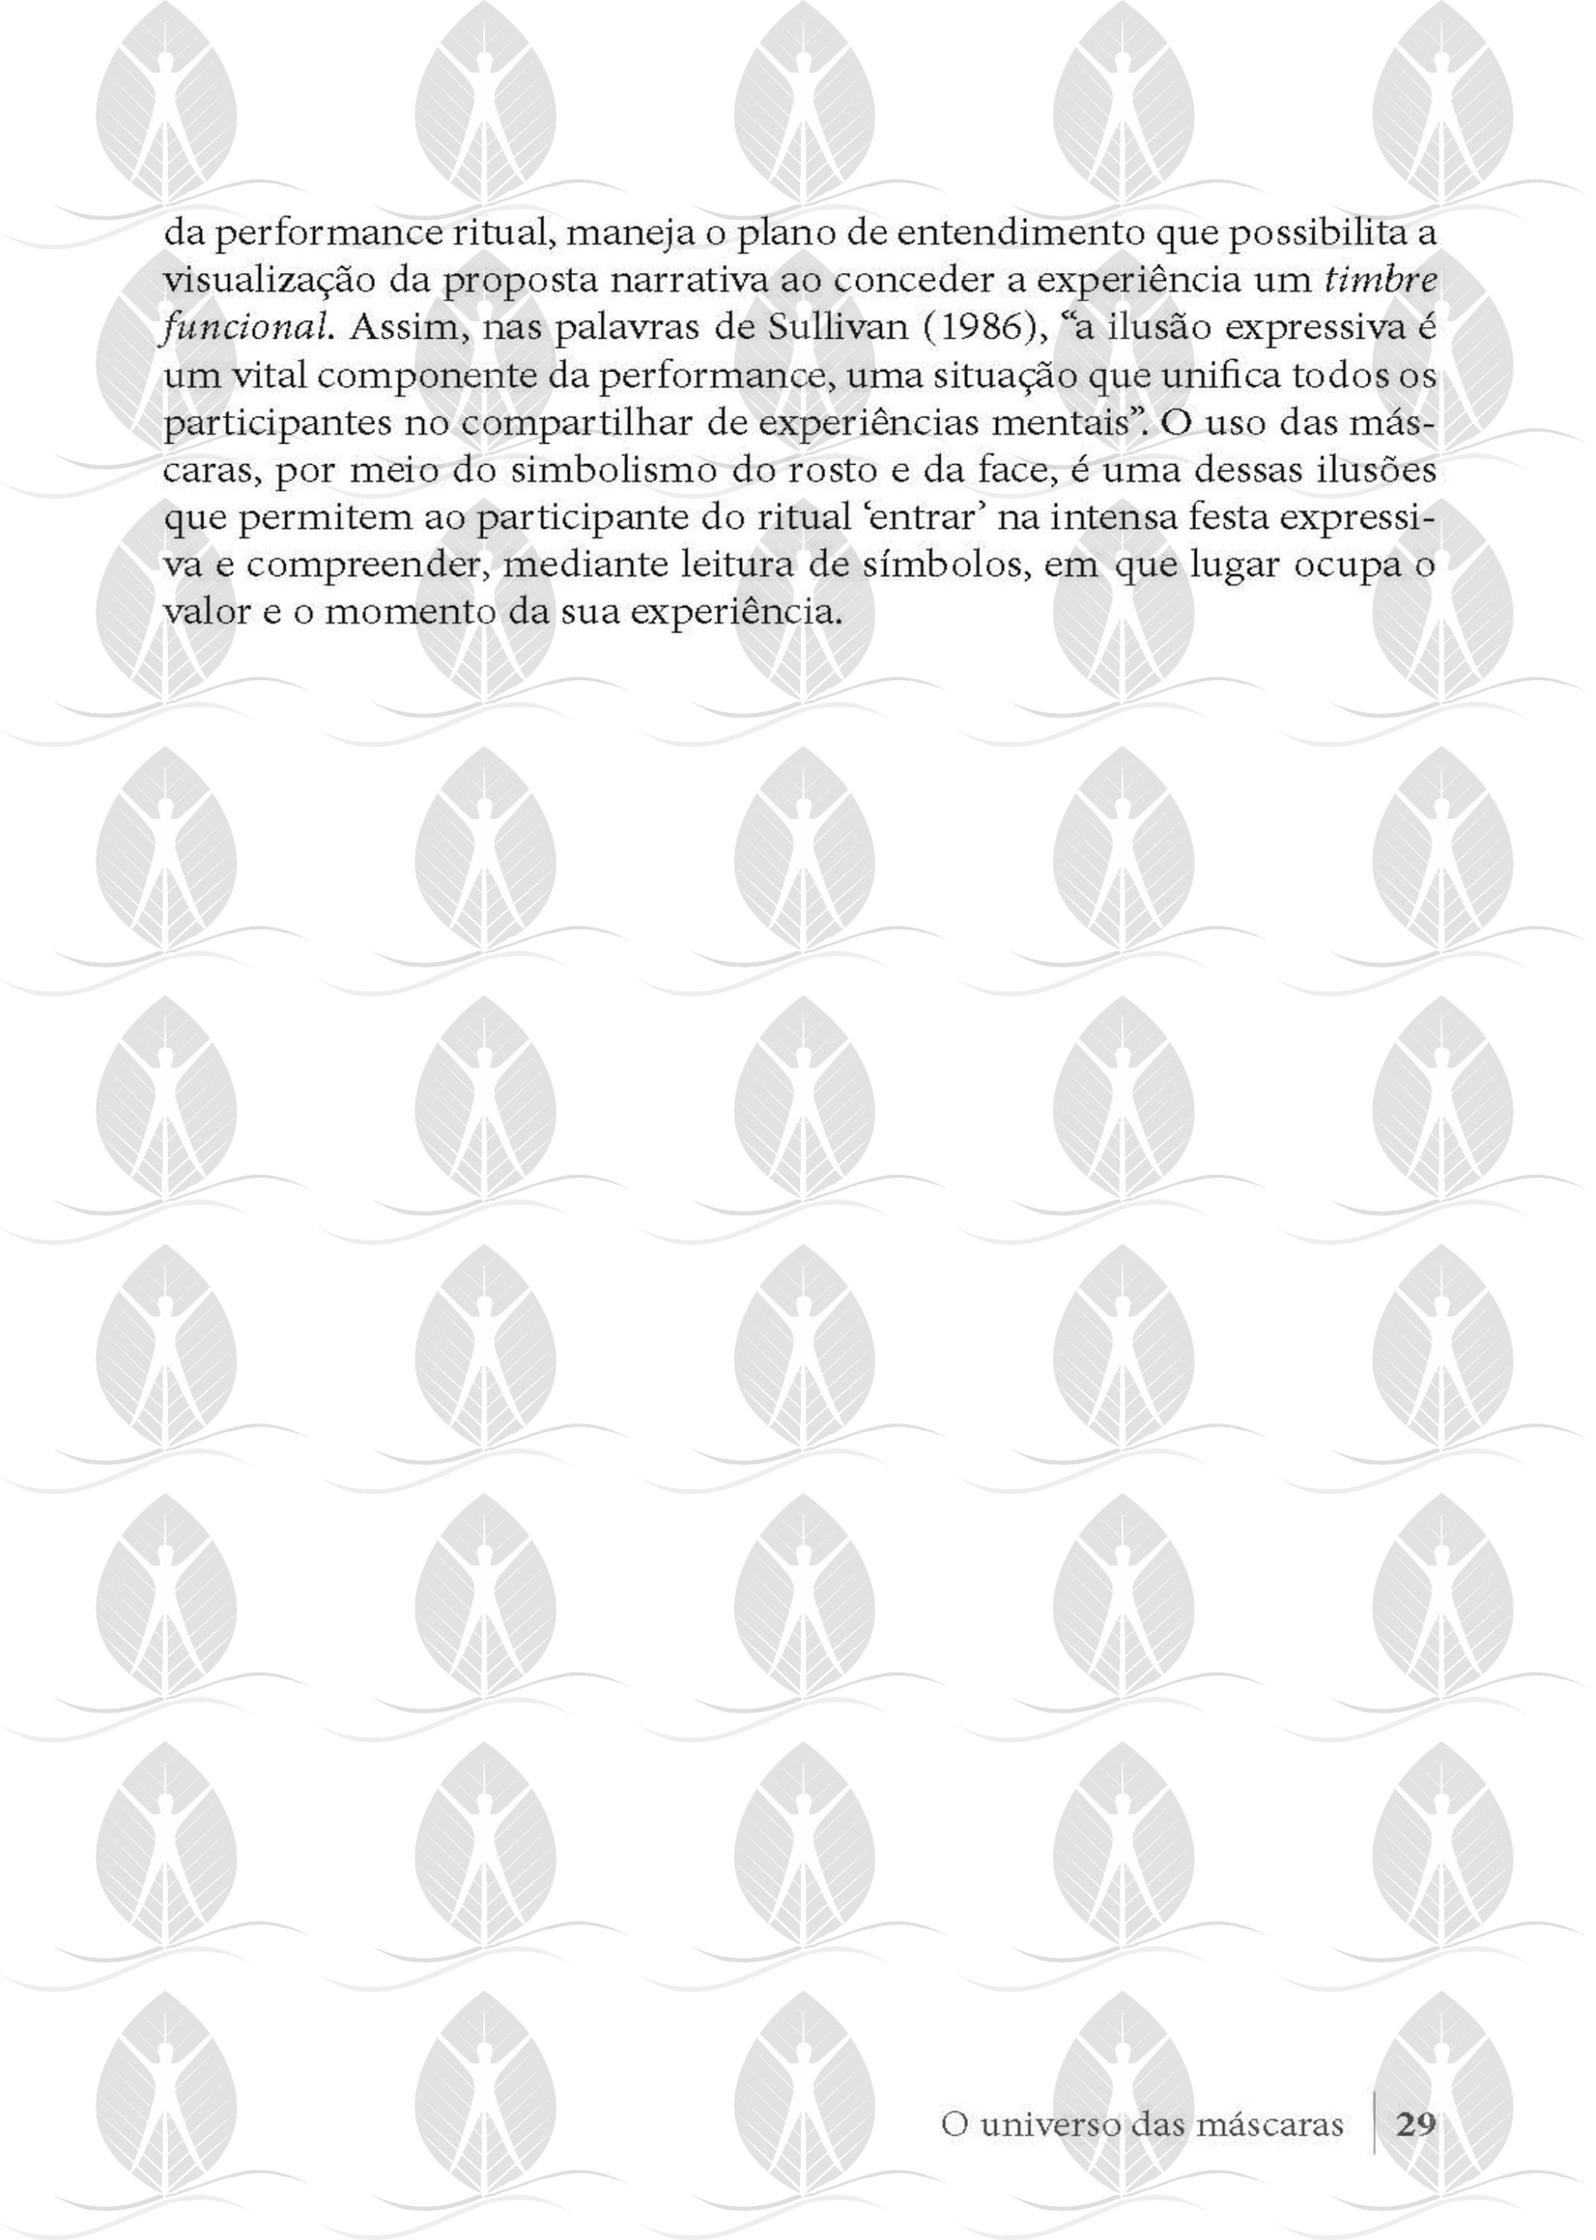 da performance ritual, maneja o plano de entendimento que possibilita a
visualização da proposta narrativa ao conceder a experiência um timbre
funcional. Assim, nas palavras de Sullivan (1986), “a ilusão expressiva é
um vital componente da performance, uma situação que unifica todos os
participantes no compartilhar de experiências mentais”. O uso das más-
caras, por meio do simbolismo do rosto e da face, é uma dessas ilusões
que permitem ao participante do ritual ‘entrar’ na intensa festa expressi-
va e compreender, mediante leitura de símbolos, em que lugar ocupa o
valor e o momento da sua experiência.
O universo das máscaras | 29